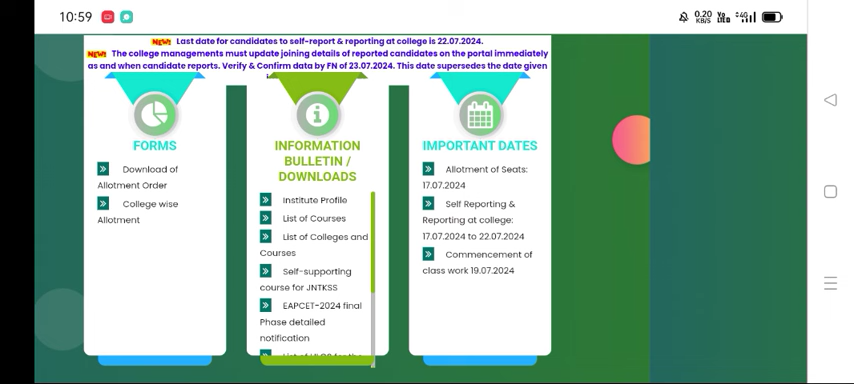 10:59
0.20
KB/S
Vo
LTE
4G
NEW! Last date for candidates to self-report & reporting at college is 22.07.2024.
NEW! The college managements must update joining details of reported candidates on the portal immediately
as and when candidate reports. Verify & Confirm data by FN of 23.07.2024. This date supersedes the date given
FORMS
Download of
Allotment Order
College wise
Allotment
INFORMATION
BULLETIN /
DOWNLOADS
Institute Profile
List of Courses
List of Colleges and
Courses
Self-supporting
course for JNTKSS
EAPCET-2024 final
Phase detailed
notification
IMPORTANT DATES
Allotment of Seats:
17.07.2024
Self Reporting &
Reporting at college:
17.07.2024 to 22.07.2024
Commencement of
class work 19.07.2024